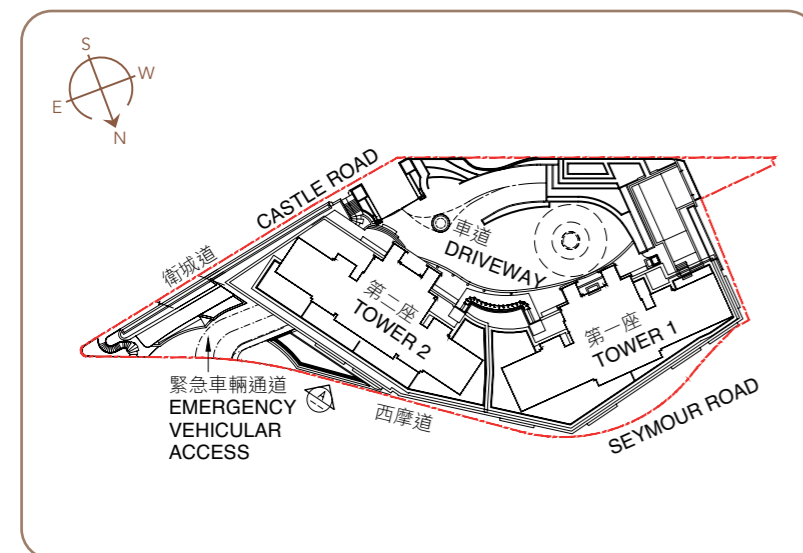 S
W
E
N
CASTLE ROAD
衛城道
車道
DRIVEWAY
第二座
TOWER 2
第一座
TOWER 1
緊急車輛通道
EMERGENCY
VEHICULAR
ACCESS
A
西摩道
SEYMOUR ROAD